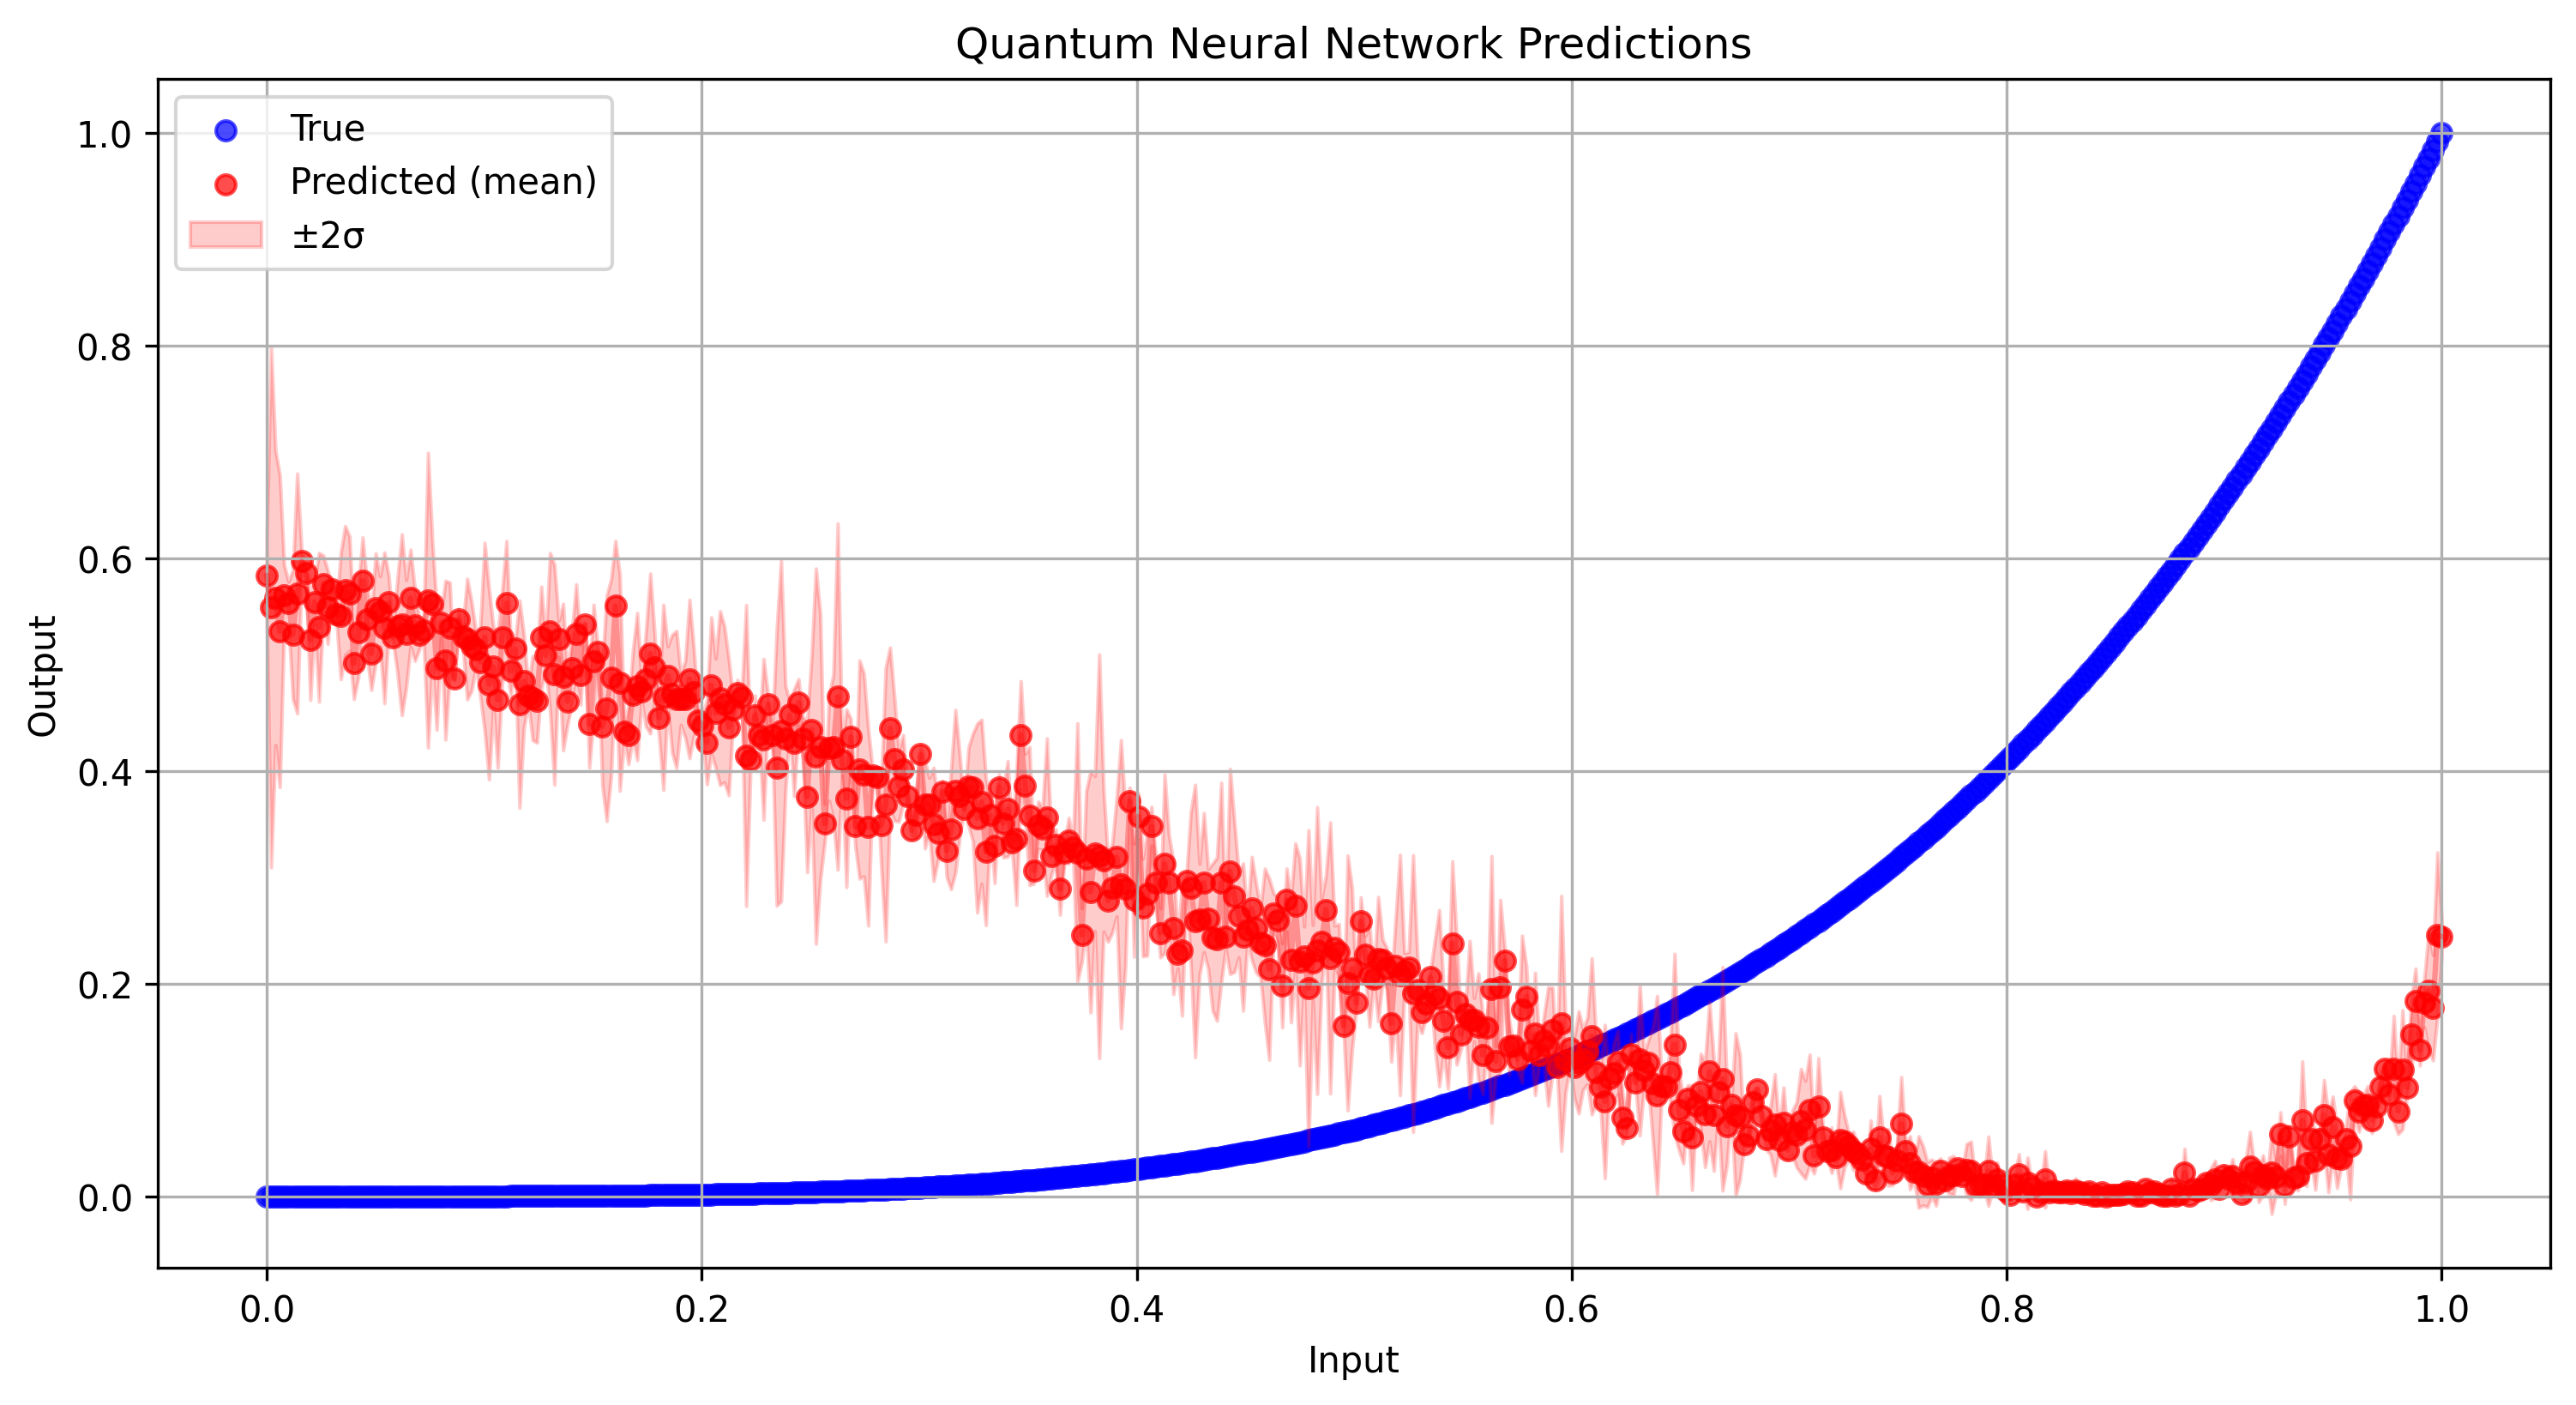 Quantum Neural Network Predictions
True
Predicted (mean)
±2σ
1.0
0.8
0.6
0.4
0.2
0.0
Output
0.0 0.2 0.4 0.6 0.8 1.0
Input